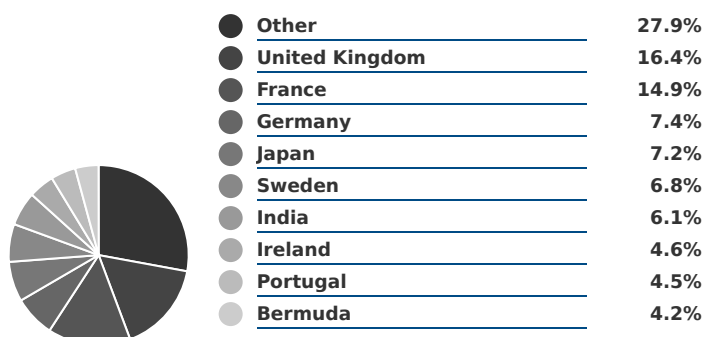 Other 27.9%
United Kingdom 16.4%
France 14.9%
Germany 7.4%
Japan 7.2%
Sweden 6.8%
India 6.1%
Ireland 4.6%
Portugal 4.5%
Bermuda 4.2%